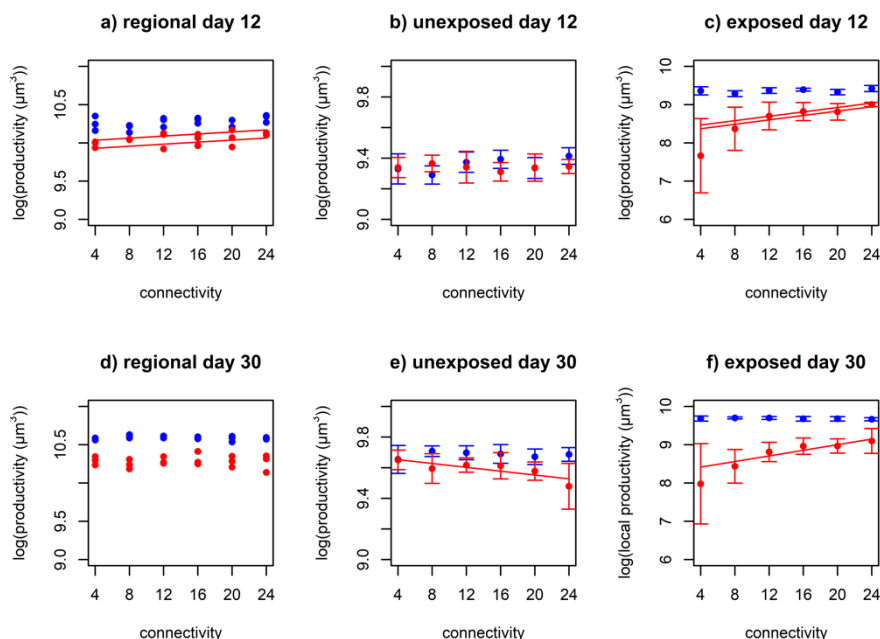 a) regional day 12
b) unexposed day 12
c) exposed day 12
log(productivity (μm³))
9.0 9.5 10.5
4 8 12 16 20 24
connectivity
log(productivity (μm³))
9.0 9.4 9.8
4 8 12 16 20 24
connectivity
log(productivity (μm³))
6 7 8 9 10
4 8 12 16 20 24
connectivity
d) regional day 30
e) unexposed day 30
f) exposed day 30
log(productivity (μm³))
9.0 9.5 10.5
4 8 12 16 20 24
connectivity
log(productivity (μm³))
9.0 9.4 9.8
4 8 12 16 20 24
connectivity
log(local productivity (μm³))
6 7 8 9 10
4 8 12 16 20 24
connectivity